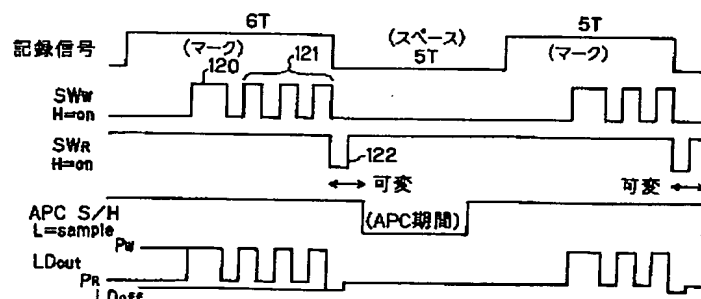 6T
(スペース)
5T
5T
記録信号
(マーク)
(マーク)
120
121
SWW
H=on
SWR
H=on
122
可変
可変
APC S/H
L=sample
(APC期間)
PW
LDout
PR
LDoff